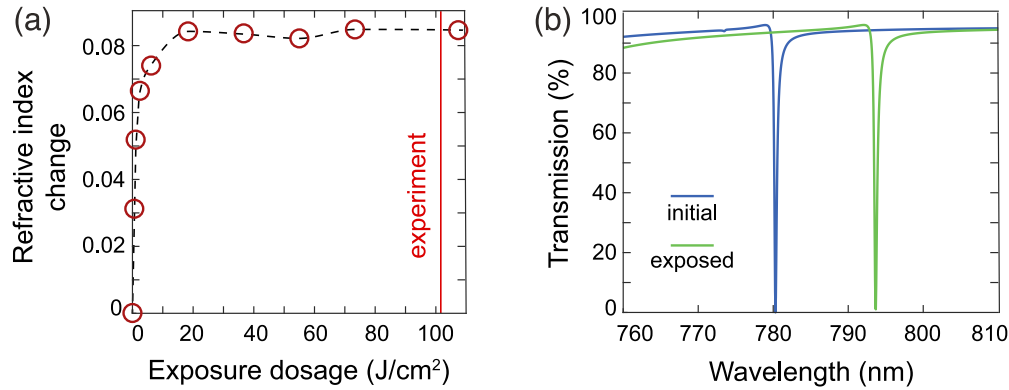 (a)
0.08
0.06
0.04
0.02
0
0 20 40 60 80 100
Refractive index
change
Exposure dosage (J/cm²)
experiment
(b)
100
80
60
40
20
0
760 770 780 790 800 810
Transmission (%)
Wavelength (nm)
initial
exposed